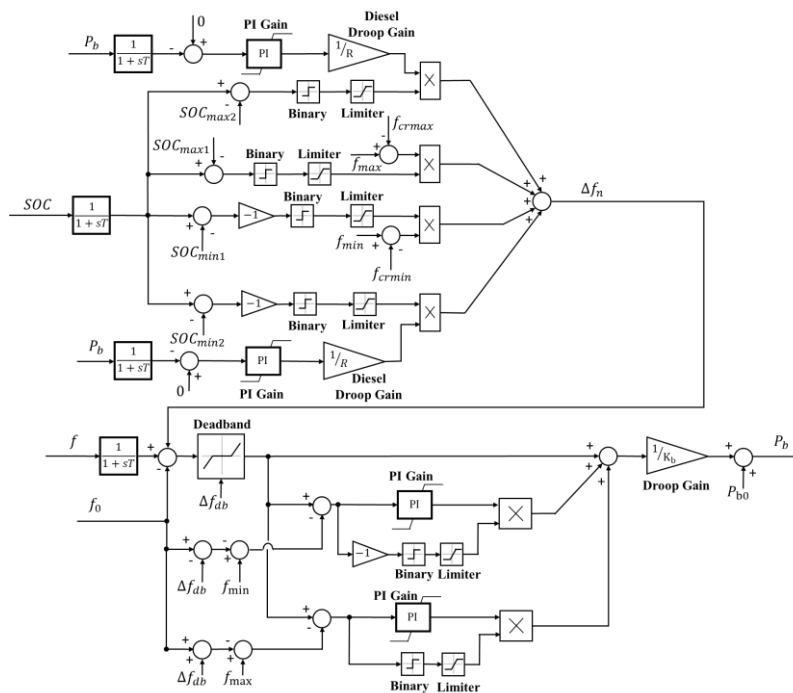 0
PI Gain
Diesel
Droop Gain
P_b
1
1 + sT
-
+
PI
1/R
×
+
-
SOC_max2
Binary
Limiter
+
f_crmax
-
SOC_max1
-
+
Binary
Limiter
+
f_max
×
+
+
+
Δf_n
SOC
1
1 + sT
+
-
SOC_min1
−1
Binary
Limiter
f_min
+
-
f_crmin
×
+
-
SOC_min2
−1
Binary
Limiter
×
P_b
1
1 + sT
-
+
0
PI
PI Gain
1/R
Diesel
Droop Gain
Deadband
f
1
1 + sT
+
-
Δf_db
f_0
+
+
+
1/K_b
Droop Gain
+
+
P_b
P_b0
PI Gain
+
-
PI
×
−1
Binary
Limiter
+
-
Δf_db
-
+
f_min
PI Gain
+
-
PI
×
Binary
Limiter
+
+
Δf_db
-
+
f_max